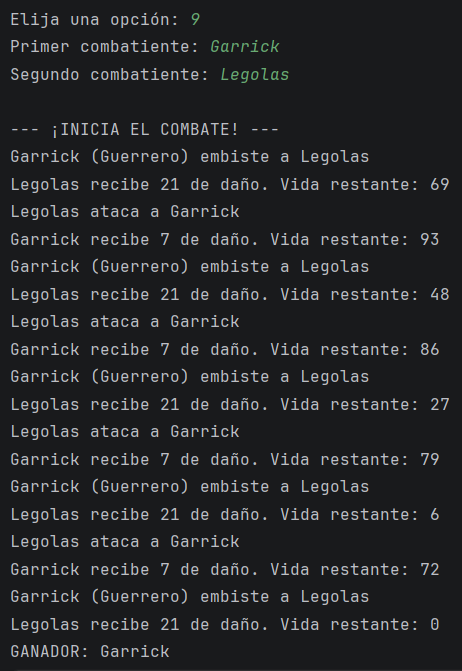 Elija una opción: 9
Primer combatiente: Garrick
Segundo combatiente: Legolas
--- ¡INICIA EL COMBATE! ---
Garrick (Guerrero) embiste a Legolas
Legolas recibe 21 de daño. Vida restante: 69
Legolas ataca a Garrick
Garrick recibe 7 de daño. Vida restante: 93
Garrick (Guerrero) embiste a Legolas
Legolas recibe 21 de daño. Vida restante: 48
Legolas ataca a Garrick
Garrick recibe 7 de daño. Vida restante: 86
Garrick (Guerrero) embiste a Legolas
Legolas recibe 21 de daño. Vida restante: 27
Legolas ataca a Garrick
Garrick recibe 7 de daño. Vida restante: 79
Garrick (Guerrero) embiste a Legolas
Legolas recibe 21 de daño. Vida restante: 6
Legolas ataca a Garrick
Garrick recibe 7 de daño. Vida restante: 72
Garrick (Guerrero) embiste a Legolas
Legolas recibe 21 de daño. Vida restante: 0
GANADOR: Garrick